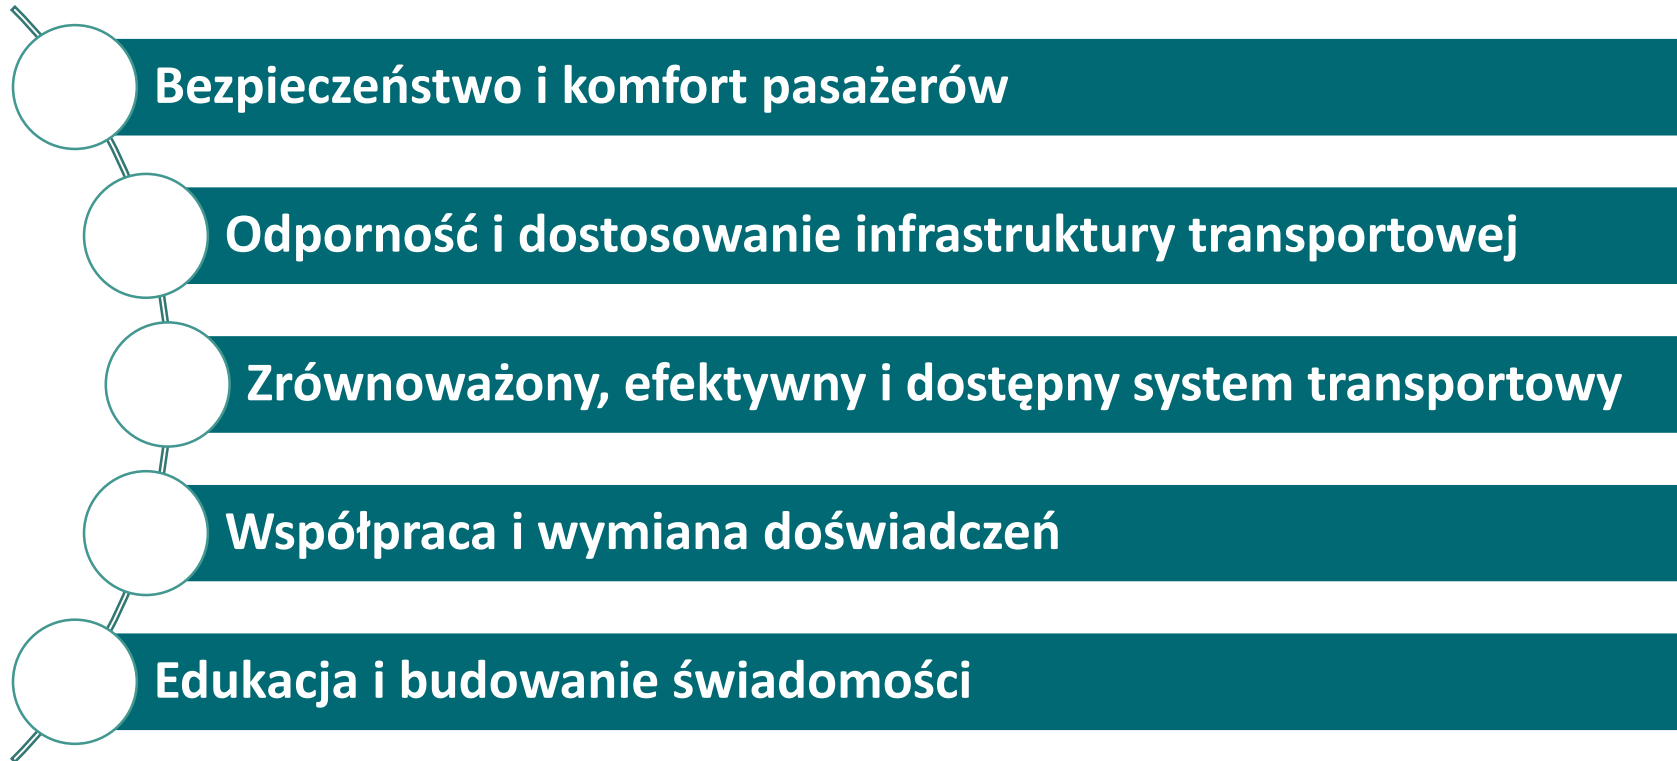 Bezpieczeństwo i komfort pasażerów
Odporność i dostosowanie infrastruktury transportowej
Zrównoważony, efektywny i dostępny system transportowy
Współpraca i wymiana doświadczeń
Edukacja i budowanie świadomości